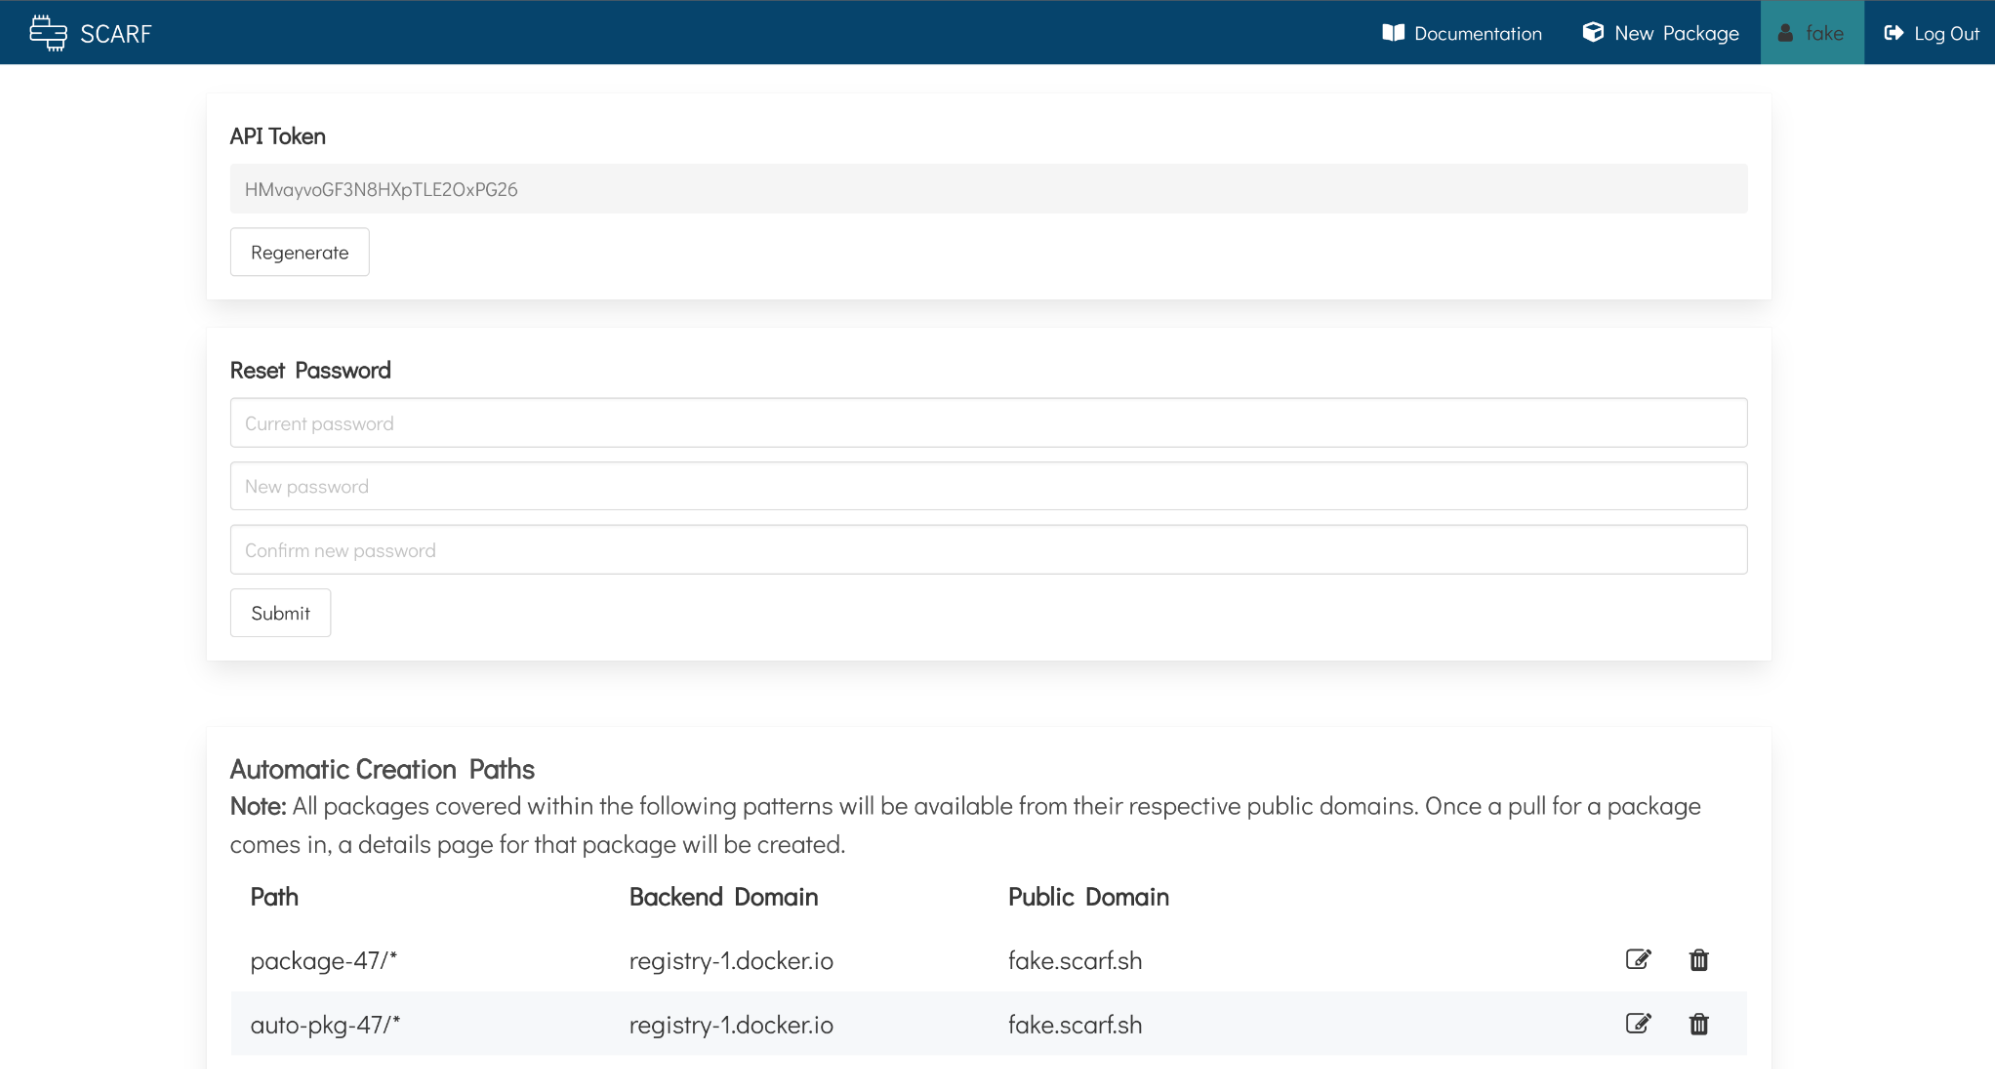 SCARF
Documentation
New Package
fake
Log Out
API Token
HMvayvoGF3N8HXpTLE2OxPG26
Regenerate
Reset Password
Current password
New password
Confirm new password
Submit
Automatic Creation Paths
Note: All packages covered within the following patterns will be available from their respective public domains. Once a pull for a package
comes in, a details page for that package will be created.
Path Backend Domain Public Domain
package-47/* registry-1.docker.io fake.scarf.sh
auto-pkg-47/* registry-1.docker.io fake.scarf.sh